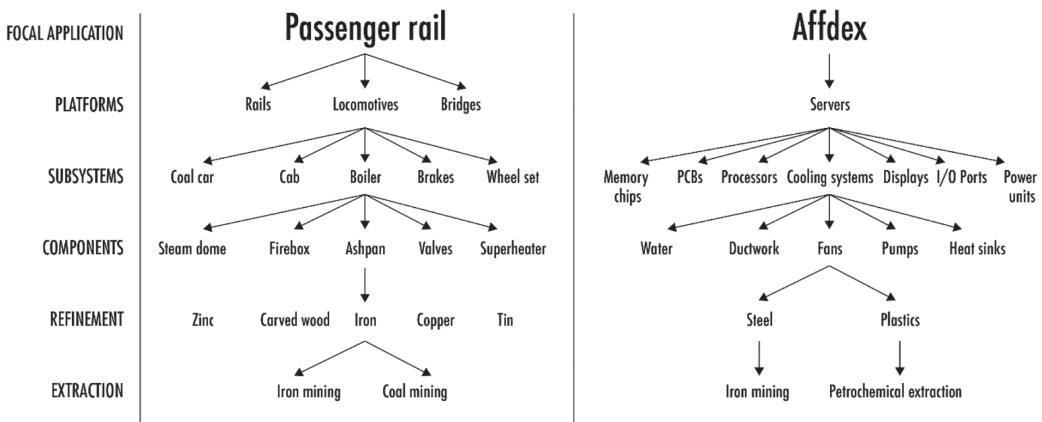 FOCAL APPLICATION Passenger rail Affdex
PLATFORMS Rails Locomotives Bridges Servers
SUBSYSTEMS Coal car Cab Boiler Brakes Wheel set Memory chips PCBs Processors Cooling systems Displays I/O Ports Power units
COMPONENTS Steam dome Firebox Ashpan Valves Superheater Water Ductwork Fans Pumps Heat sinks
REFINEMENT Zinc Carved wood Iron Copper Tin Steel Plastics
EXTRACTION Iron mining Coal mining Iron mining Petrochemical extraction